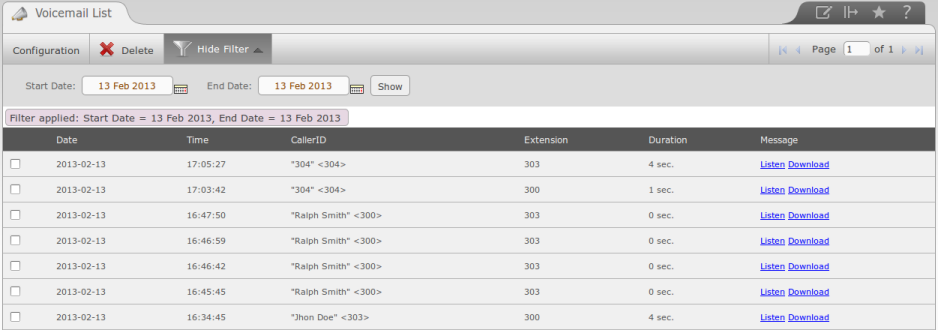 Voicemail List ?
Configuration Delete Hide Filter Page 1 of 1
Start Date: 13 Feb 2013 End Date: 13 Feb 2013 Show
Filter applied: Start Date = 13 Feb 2013, End Date = 13 Feb 2013
Date Time CallerID Extension Duration Message
2013-02-13 17:05:27 "304" <304> 303 4 sec. Listen Download
2013-02-13 17:03:42 "304" <304> 300 1 sec. Listen Download
2013-02-13 16:47:50 "Ralph Smith" <300> 303 0 sec. Listen Download
2013-02-13 16:46:59 "Ralph Smith" <300> 303 0 sec. Listen Download
2013-02-13 16:46:42 "Ralph Smith" <300> 303 0 sec. Listen Download
2013-02-13 16:45:45 "Ralph Smith" <300> 303 0 sec. Listen Download
2013-02-13 16:34:45 "Jhon Doe" <303> 300 4 sec. Listen Download